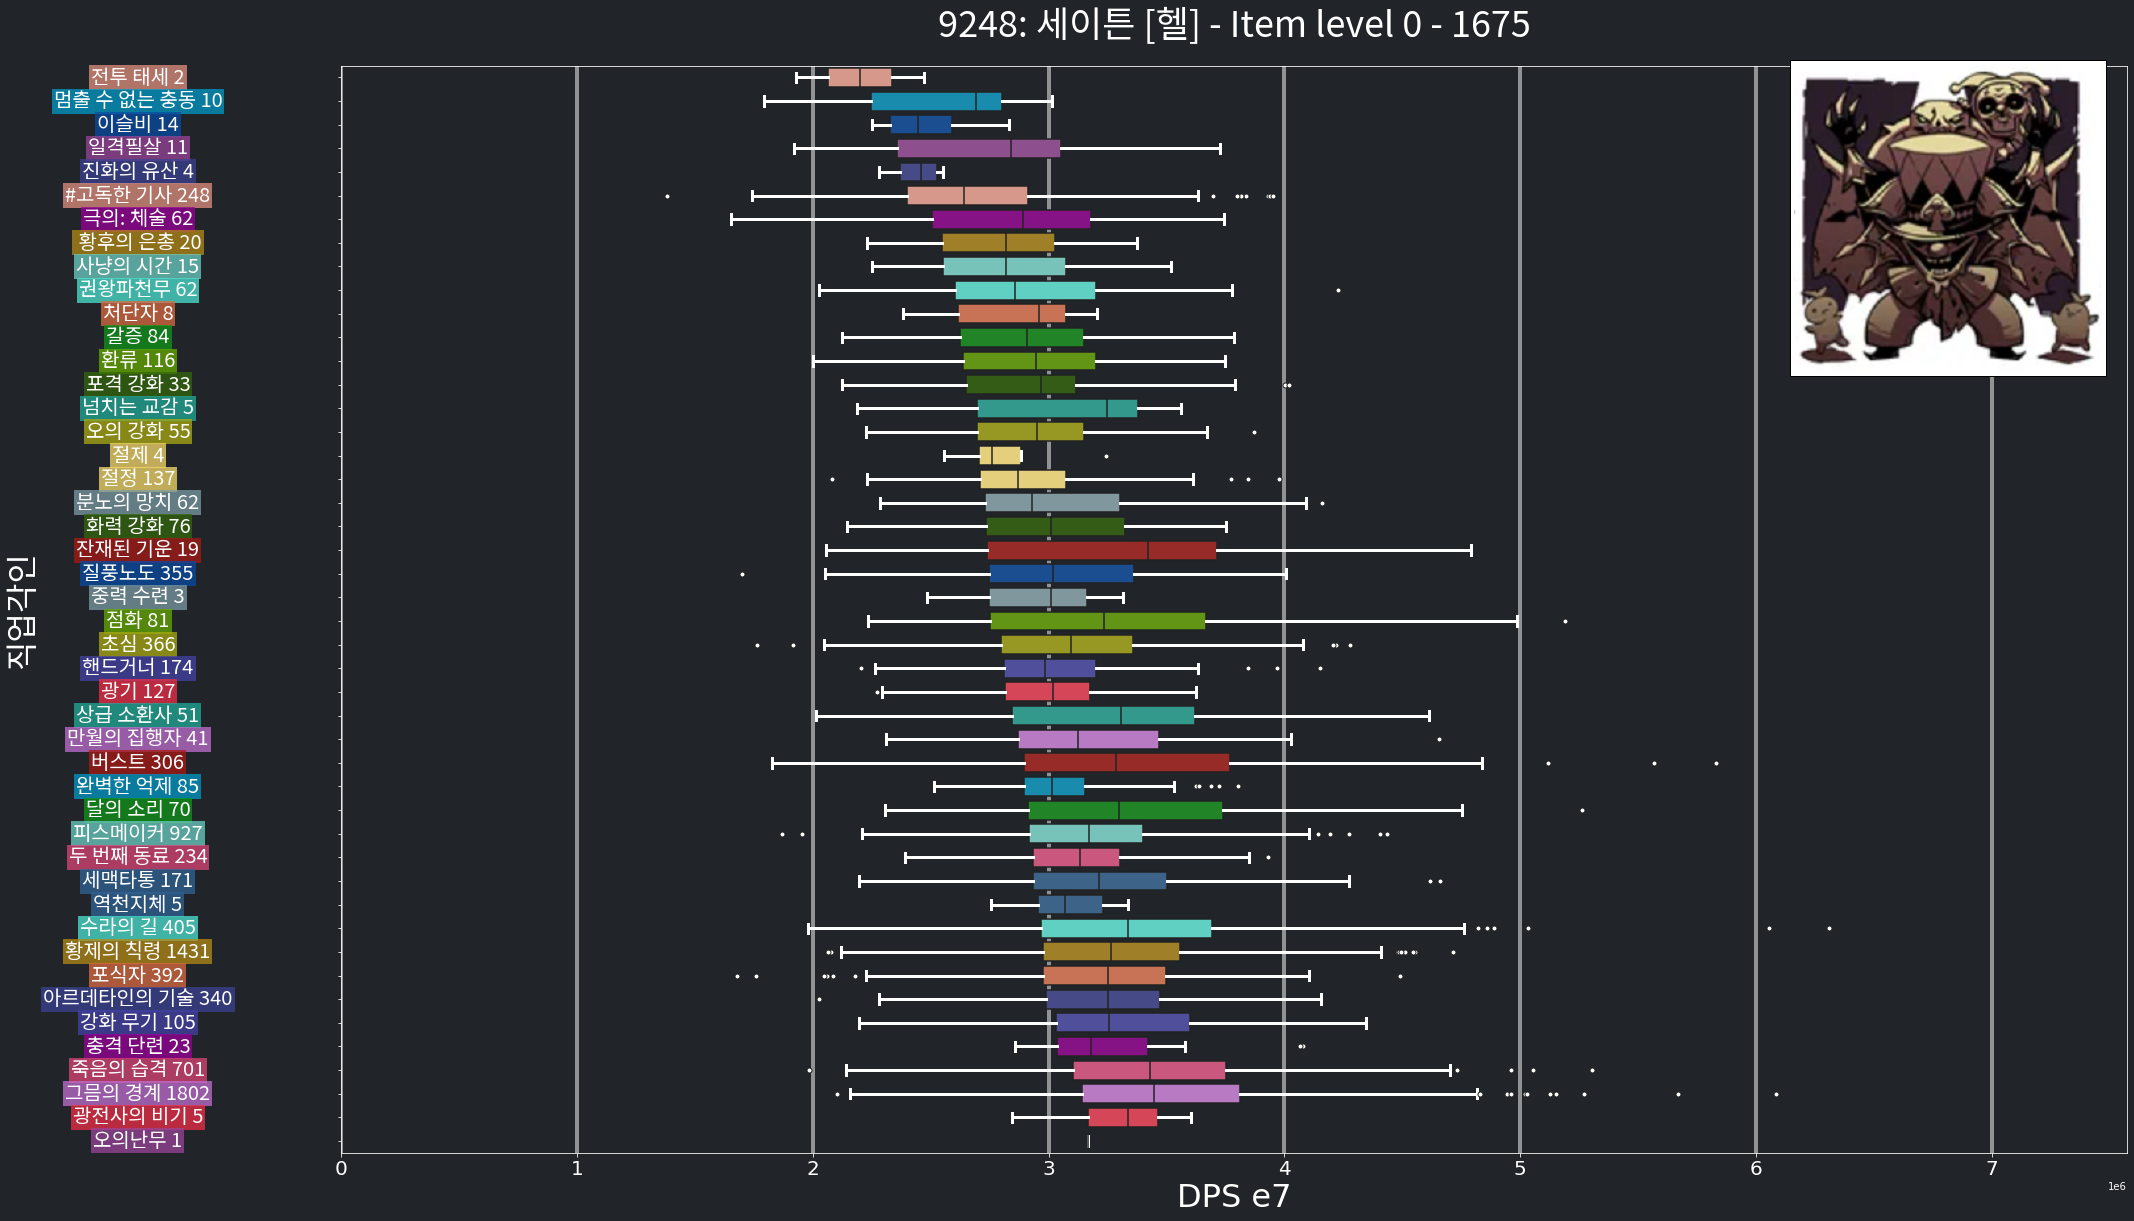 9248: 세이튼 [헬] - Item level 0 - 1675
직업각인
전투 태세 2
멈출 수 없는 충동 10
이슬비 14
일격필살 11
진화의 유산 4
#고독한 기사 248
극의: 체술 62
황후의 은총 20
사냥의 시간 15
권왕파천무 62
처단자 8
갈증 84
환류 116
포격 강화 33
넘치는 교감 5
오의 강화 55
절제 4
절정 137
분노의 망치 62
화력 강화 76
잔재된 기운 19
질풍노도 355
중력 수련 3
점화 81
초심 366
핸드거너 174
광기 127
상급 소환사 51
만월의 집행자 41
버스트 306
완벽한 억제 85
달의 소리 70
피스메이커 927
두 번째 동료 234
세맥타통 171
역천지체 5
수라의 길 405
황제의 칙령 1431
포식자 392
아르데타인의 기술 340
강화 무기 105
충격 단련 23
죽음의 습격 701
그믐의 경계 1802
광전사의 비기 5
오의난무 1
0 1 2 3 4 5 6 7
DPS e7
1e6